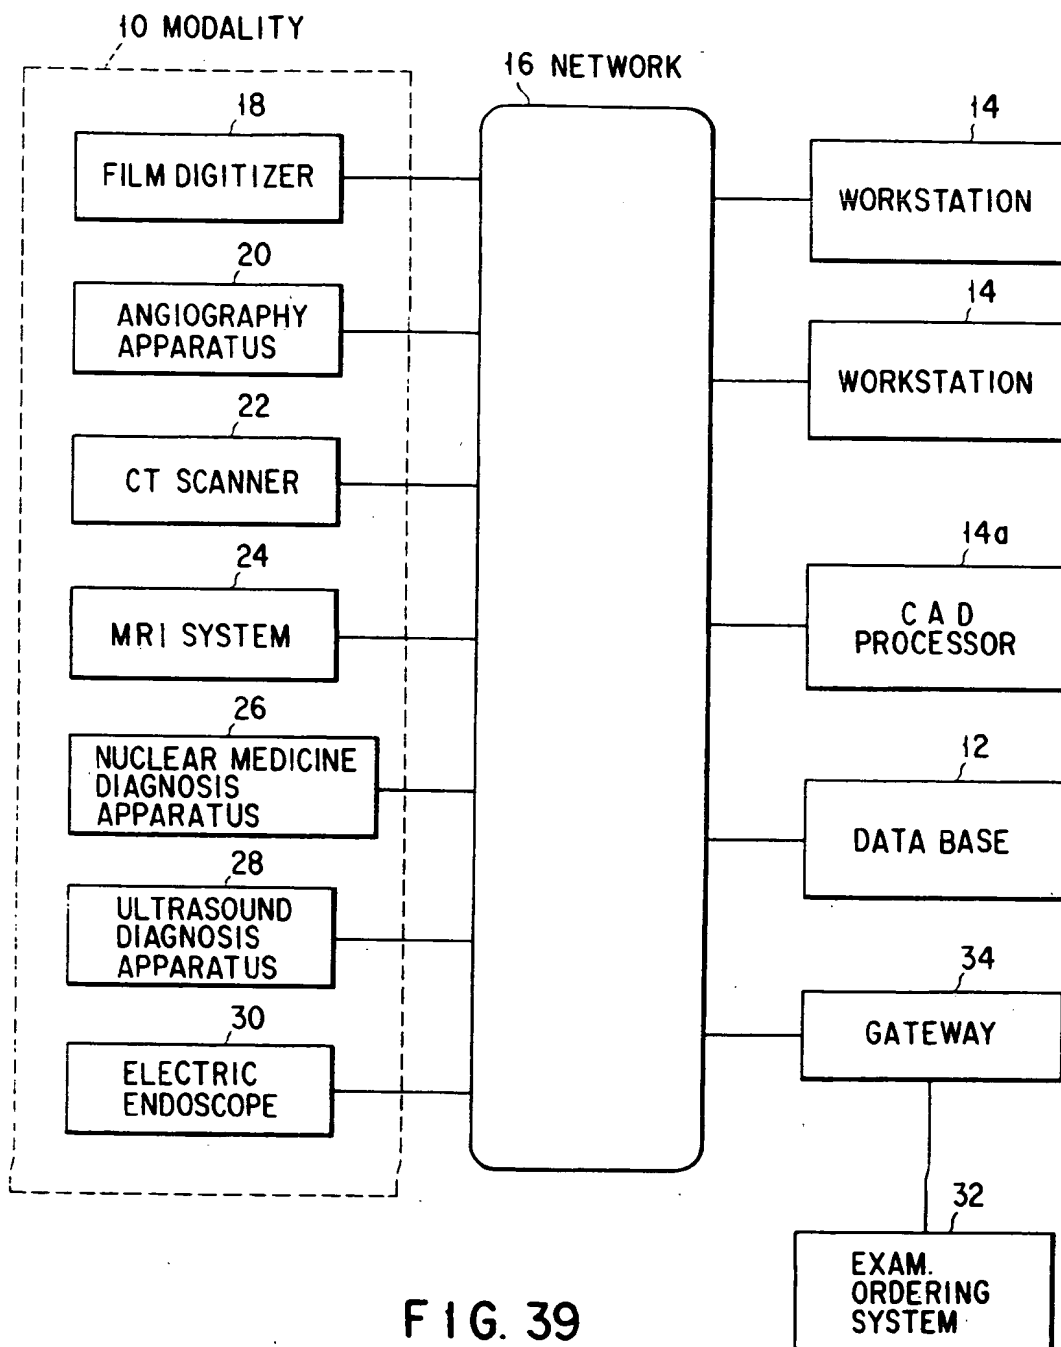 10 MODALITY
18
FILM DIGITIZER
20
ANGIOGRAPHY
APPARATUS
22
CT SCANNER
24
MRI SYSTEM
26
NUCLEAR MEDICINE
DIAGNOSIS
APPARATUS
28
ULTRASOUND
DIAGNOSIS
APPARATUS
30
ELECTRIC
ENDOSCOPE
16 NETWORK
14
WORKSTATION
14
WORKSTATION
14a
CAD
PROCESSOR
12
DATA BASE
34
GATEWAY
32
EXAM.
ORDERING
SYSTEM
FIG. 39